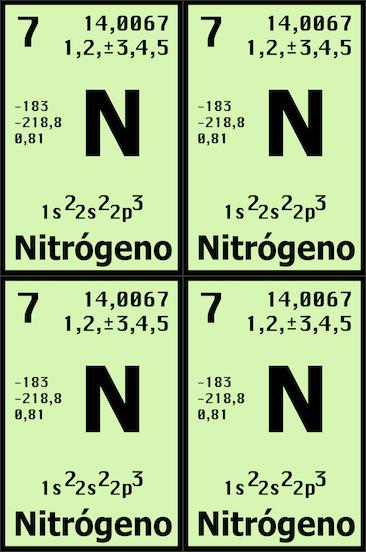 7 14,0067
1,2,±3,4,5
-183
-218,8
0,81
N
1s²2s²2p³
Nitrógeno
7 14,0067
1,2,±3,4,5
-183
-218,8
0,81
N
1s²2s²2p³
Nitrógeno
7 14,0067
1,2,±3,4,5
-183
-218,8
0,81
N
1s²2s²2p³
Nitrógeno
7 14,0067
1,2,±3,4,5
-183
-218,8
0,81
N
1s²2s²2p³
Nitrógeno